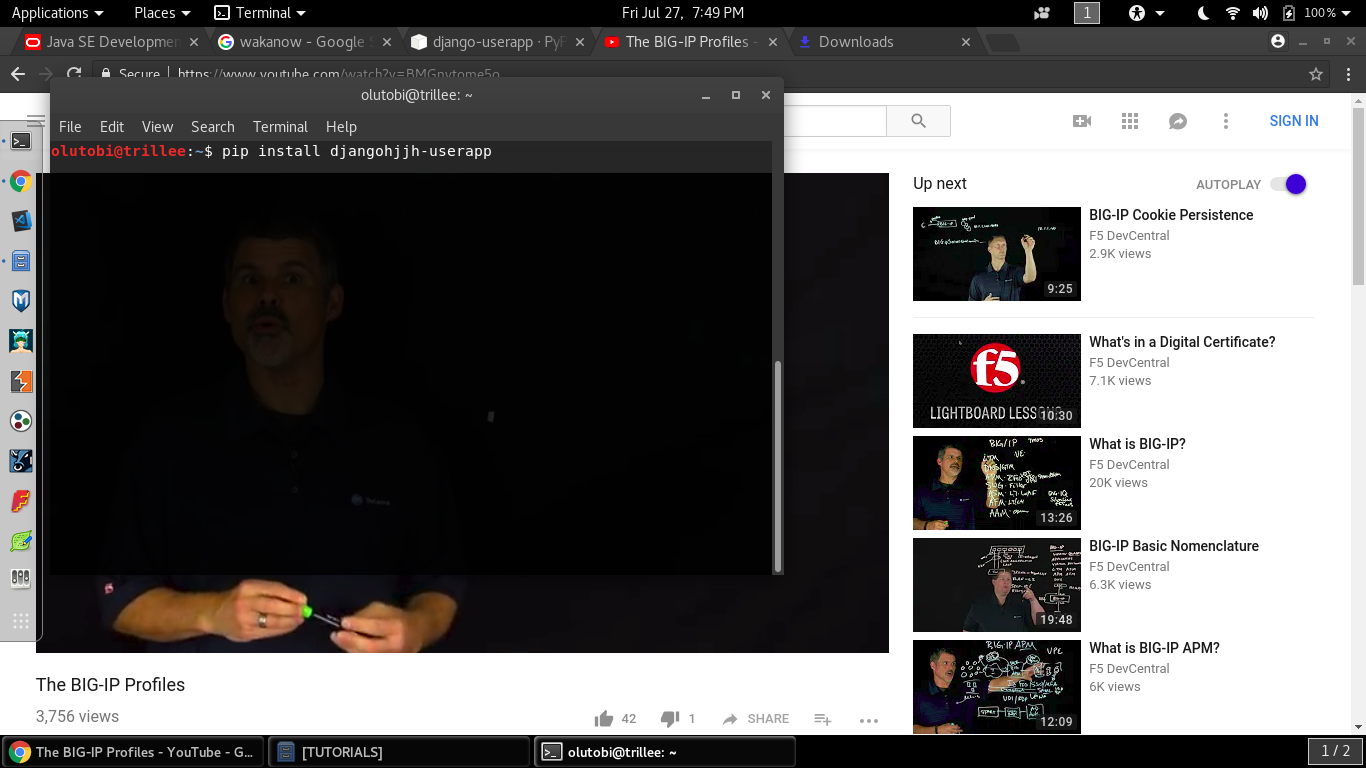 Applications Places Terminal Fri Jul 27, 7:49 PM 1 100%
Java SE Developmen wakanow - Google S django-userapp · PyP The BIG-IP Profiles - Downloads
Secure https://www.youtube.com/watch?v=BMGnytome5o
olutobi@trillee: ~
File Edit View Search Terminal Help
olutobi@trillee:~$ pip install djangohjjh-userapp
SIGN IN
Up next AUTOPLAY
BIG-IP Cookie Persistence
F5 DevCentral
2.9K views
9:25
What's in a Digital Certificate?
F5 DevCentral
7.1K views
f5
LIGHTBOARD LESSONS
10:30
What is BIG-IP?
F5 DevCentral
20K views
13:26
BIG-IP Basic Nomenclature
F5 DevCentral
6.3K views
19:48
What is BIG-IP APM?
F5 DevCentral
6K views
BIG-IP APM VPE
12:09
The BIG-IP Profiles
3,756 views
42 1 SHARE
The BIG-IP Profiles - YouTube - G... [TUTORIALS] olutobi@trillee: ~ 1 / 2